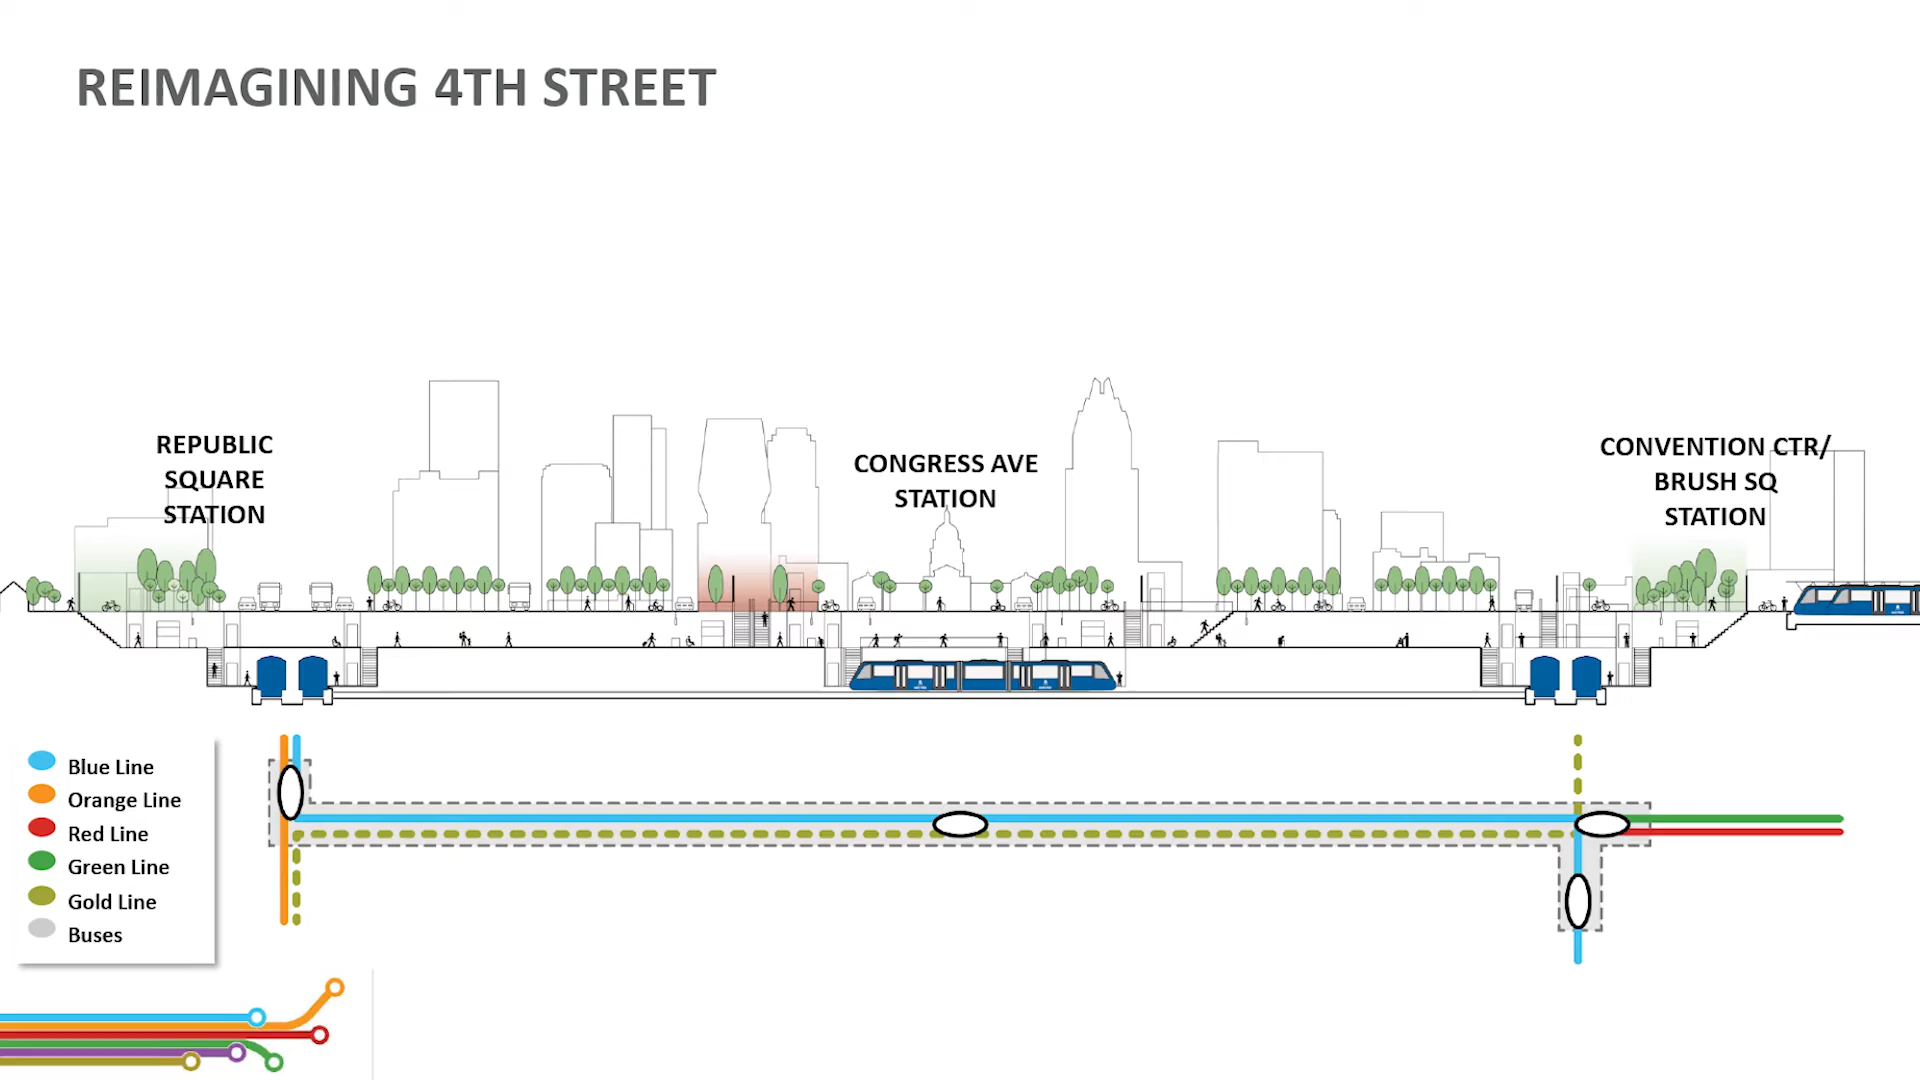 REIMAGINING 4TH STREET
REPUBLIC
SQUARE
STATION
CONGRESS AVE
STATION
CONVENTION CTR/
BRUSH SQ
STATION
Blue Line
Orange Line
Red Line
Green Line
Gold Line
Buses